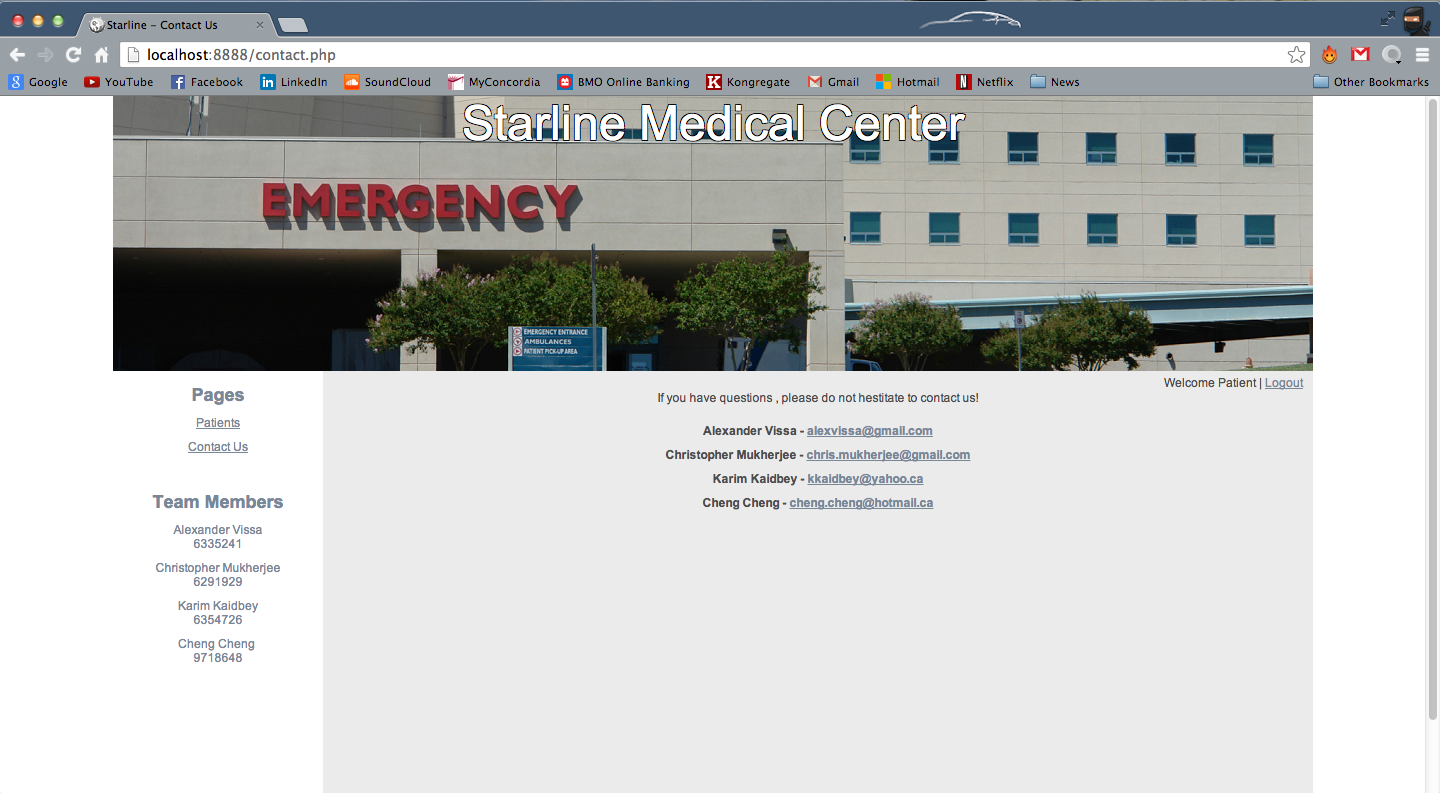 Starline – Contact Us
localhost:8888/contact.php
Google YouTube Facebook LinkedIn SoundCloud MyConcordia BMO Online Banking Kongregate Gmail Hotmail Netflix News Other Bookmarks
Starline Medical Center
EMERGENCY
EMERGENCY ENTRANCE
AMBULANCES
PATIENT PICK-UP AREA
Welcome Patient | Logout
Pages
Patients
Contact Us
Team Members
Alexander Vissa
6335241
Christopher Mukherjee
6291929
Karim Kaidbey
6354726
Cheng Cheng
9718648
If you have questions , please do not hestitate to contact us!
Alexander Vissa - alexvissa@gmail.com
Christopher Mukherjee - chris.mukherjee@gmail.com
Karim Kaidbey - kkaidbey@yahoo.ca
Cheng Cheng - cheng.cheng@hotmail.ca